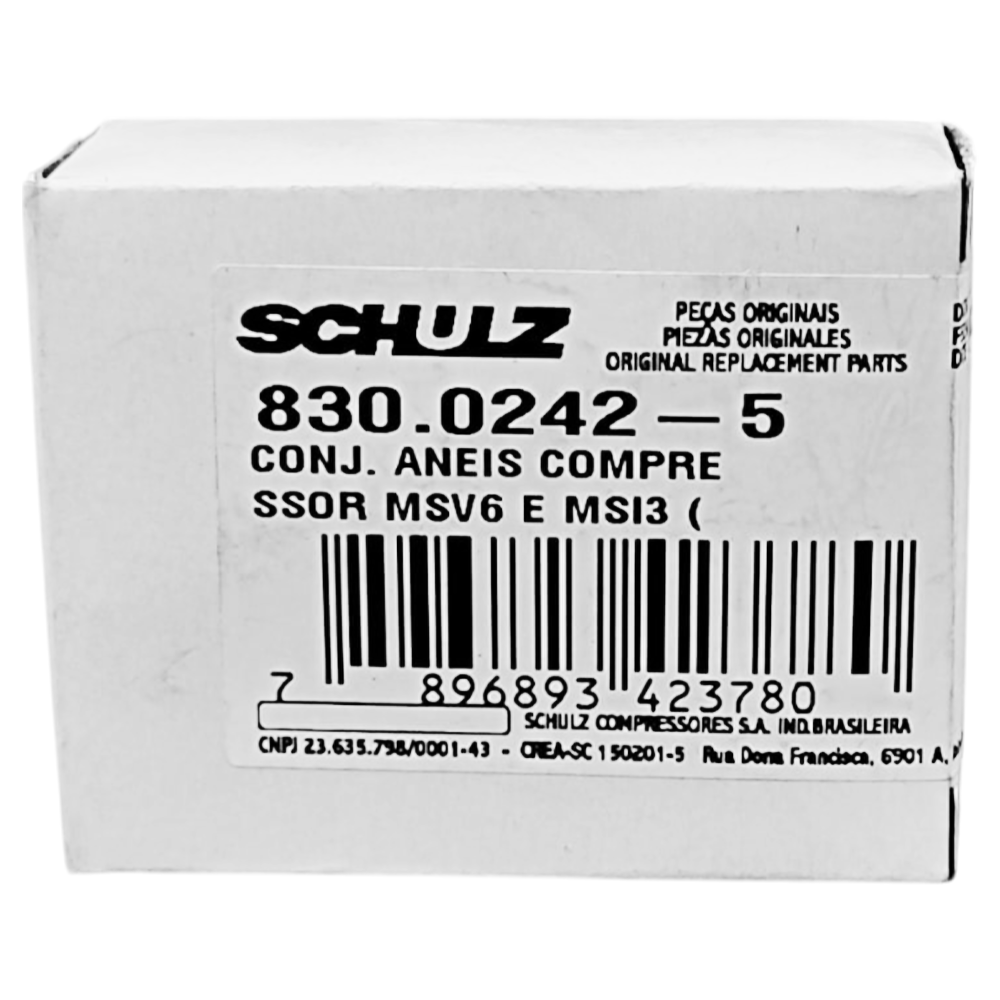 SCHULZ
PEÇAS ORIGINAIS
PIEZAS ORIGINALES
ORIGINAL REPLACEMENT PARTS
830.0242-5
CONJ. ANEIS COMPRE
SSOR MSV6 E MSI3 (
7 896893 423780
SCHULZ COMPRESSORES S.A. IND.BRASILEIRA
CNPJ 23.635.798/0001-43 - CREA-SC 150201-5 Rua Dona Francisca, 6901 A,